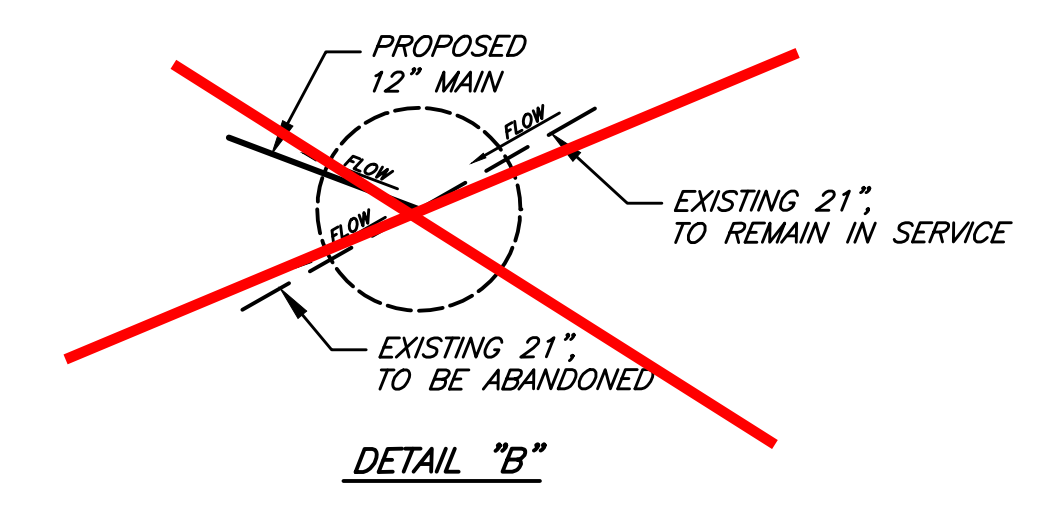 PROPOSED
12" MAIN
FLOW
FLOW
FLOW
EXISTING 21",
TO REMAIN IN SERVICE
EXISTING 21",
TO BE ABANDONED
DETAIL "B"